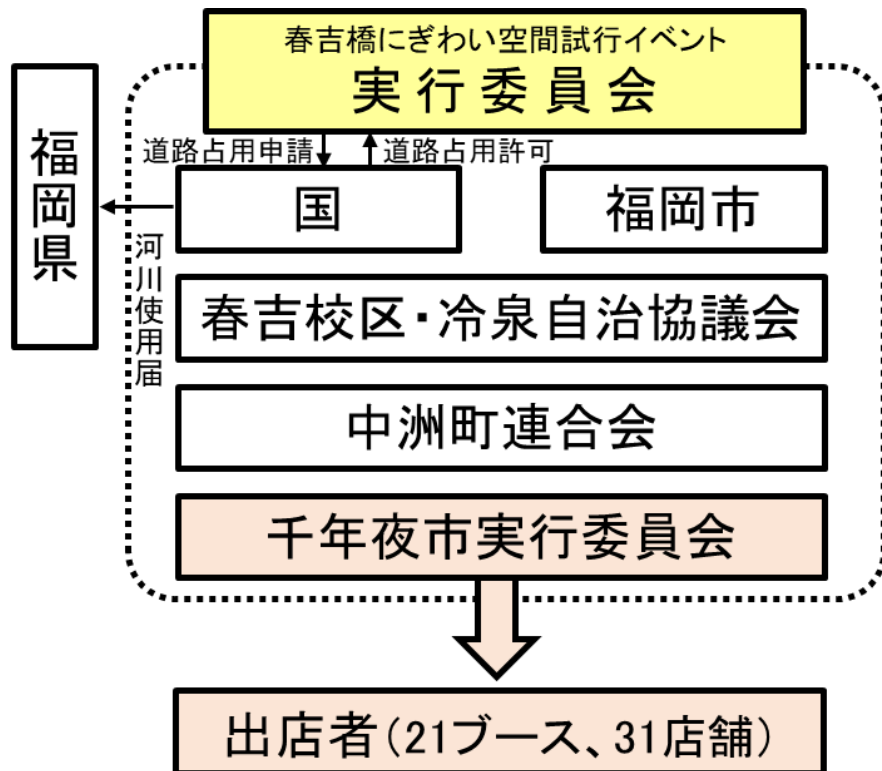 春吉橋にぎわい空間試行イベント
実行委員会
道路占用申請
道路占用許可
福岡県
河川使用届
国
福岡市
春吉校区・冷泉自治協議会
中洲町連合会
千年夜市実行委員会
出店者（21ブース、31店舗）